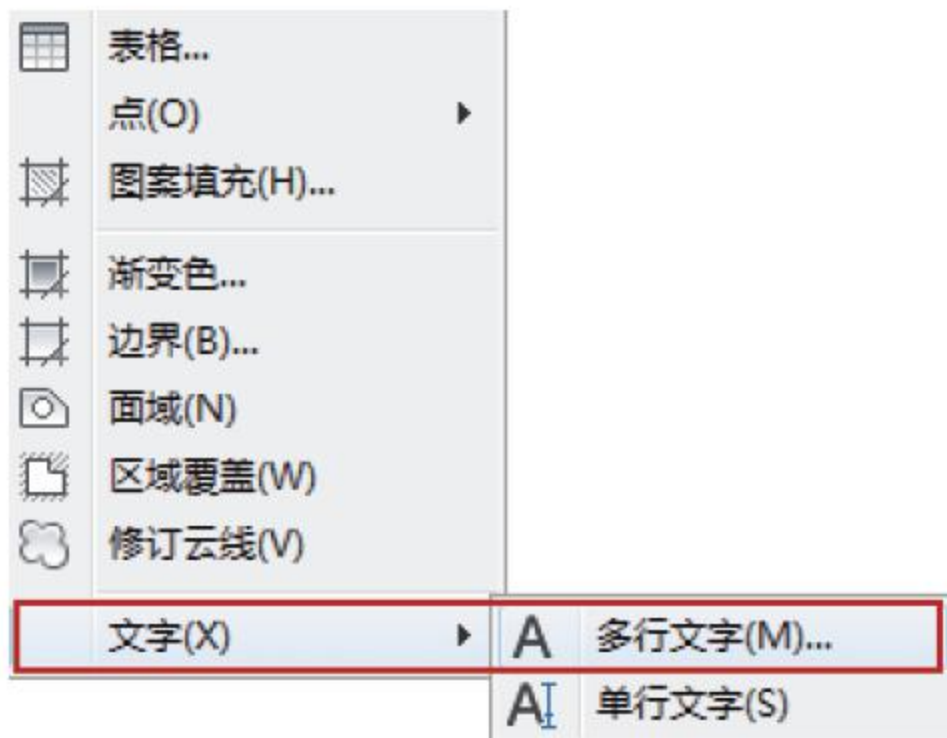 表格...
点(O)
图案填充(H)...
渐变色...
边界(B)...
面域(N)
区域覆盖(W)
修订云线(V)
文字(X)
A 多行文字(M)...
A 单行文字(S)